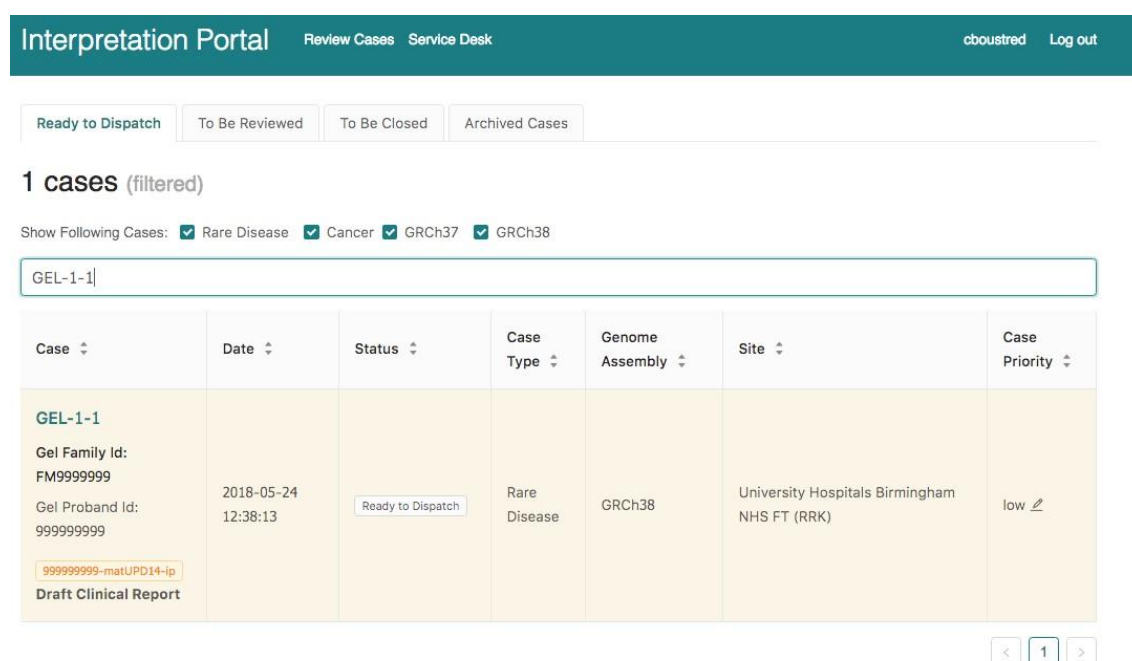 Interpretation Portal Review Cases Service Desk cboustred Log out
Ready to Dispatch To Be Reviewed To Be Closed Archived Cases
1 cases (filtered)
Show Following Cases: Rare Disease Cancer GRCh37 GRCh38
GEL-1-1
Case Date Status Case Type Genome Assembly Site Case Priority
GEL-1-1
Gel Family Id:
FM9999999
Gel Proband Id:
999999999
999999999-matUPD14-ip
Draft Clinical Report
2018-05-24
12:38:13
Ready to Dispatch
Rare
Disease
GRCh38
University Hospitals Birmingham
NHS FT (RRK)
low
< 1 >